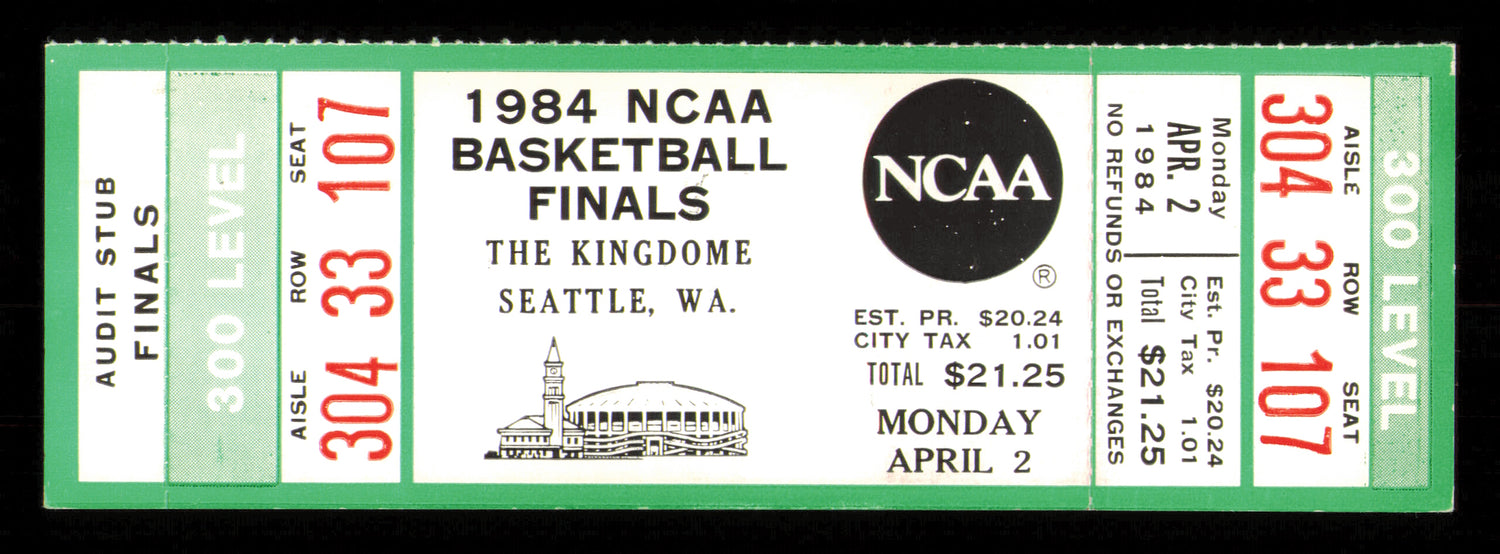 AUDIT STUB
FINALS
300 LEVEL
AISLE ROW SEAT
304 33 107
1984 NCAA
BASKETBALL
FINALS
THE KINGDOME
SEATTLE, WA.
NCAA
®
EST. PR. $20.24
CITY TAX 1.01
TOTAL $21.25
MONDAY
APRIL 2
Monday
APR. 2
1984
Est. Pr. $20.24
City Tax 1.01
Total $21.25
NO REFUNDS OR EXCHANGES
300 LEVEL
AISLE ROW SEAT
304 33 107